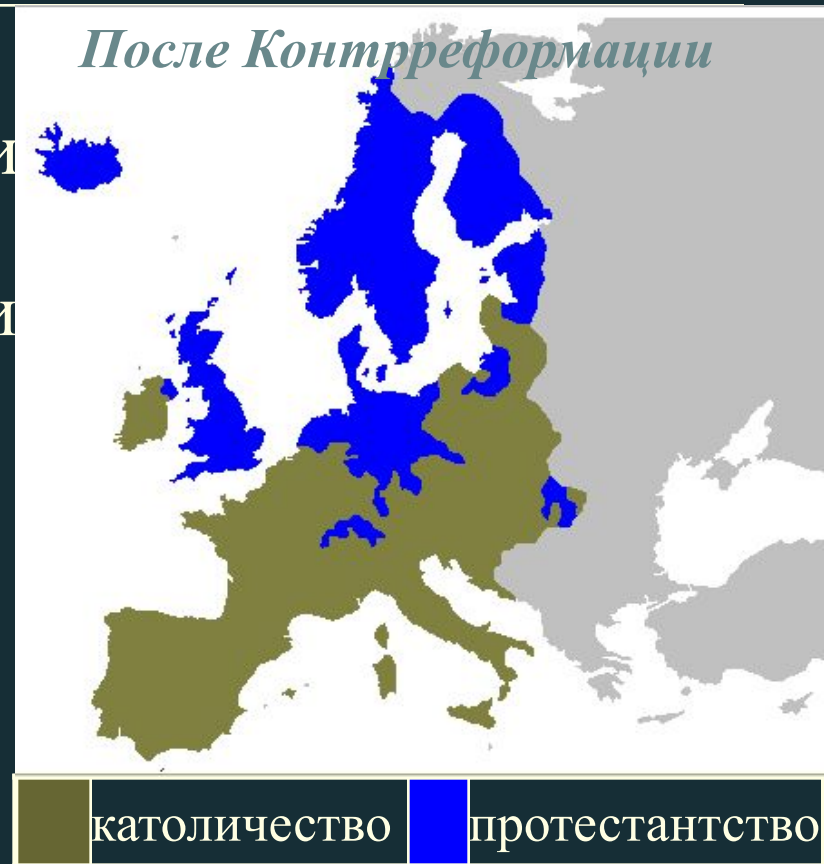 После Контрреформации
и
и
католичество протестантство